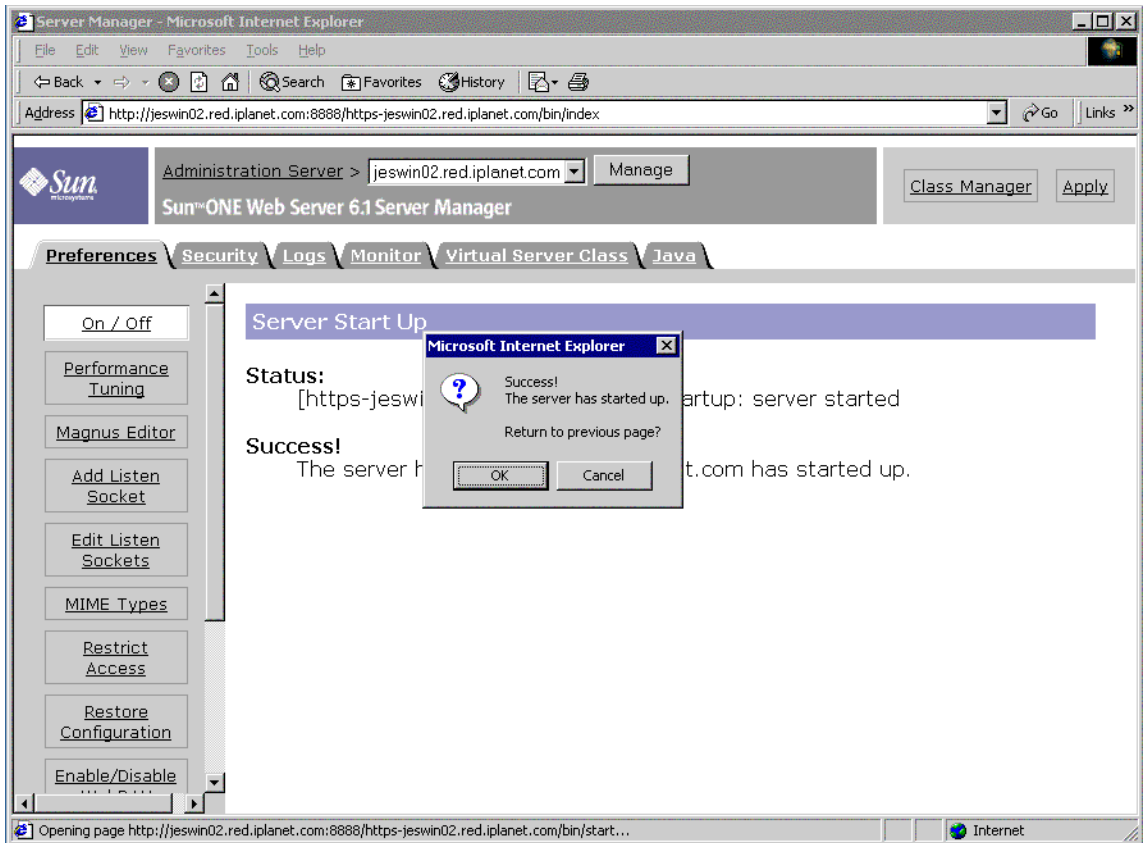 Server Manager - Microsoft Internet Explorer
File Edit View Favorites Tools Help
Back Search Favorites History
Address http://jeswin02.red.iplanet.com:8888/https-jeswin02.red.iplanet.com/bin/index Go Links »
Sun
microsystems
Administration Server > jeswin02.red.iplanet.com Manage
Sun™ONE Web Server 6.1 Server Manager
Class Manager Apply
Preferences Security Logs Monitor Virtual Server Class Java
On / Off
Performance
Tuning
Magnus Editor
Add Listen
Socket
Edit Listen
Sockets
MIME Types
Restrict
Access
Restore
Configuration
Enable/Disable
Server Start Up
Status:
[https-jeswi artup: server started
Success!
The server h t.com has started up.
Microsoft Internet Explorer
Success!
The server has started up.
Return to previous page?
OK Cancel
Opening page http://jeswin02.red.iplanet.com:8888/https-jeswin02.red.iplanet.com/bin/start... Internet